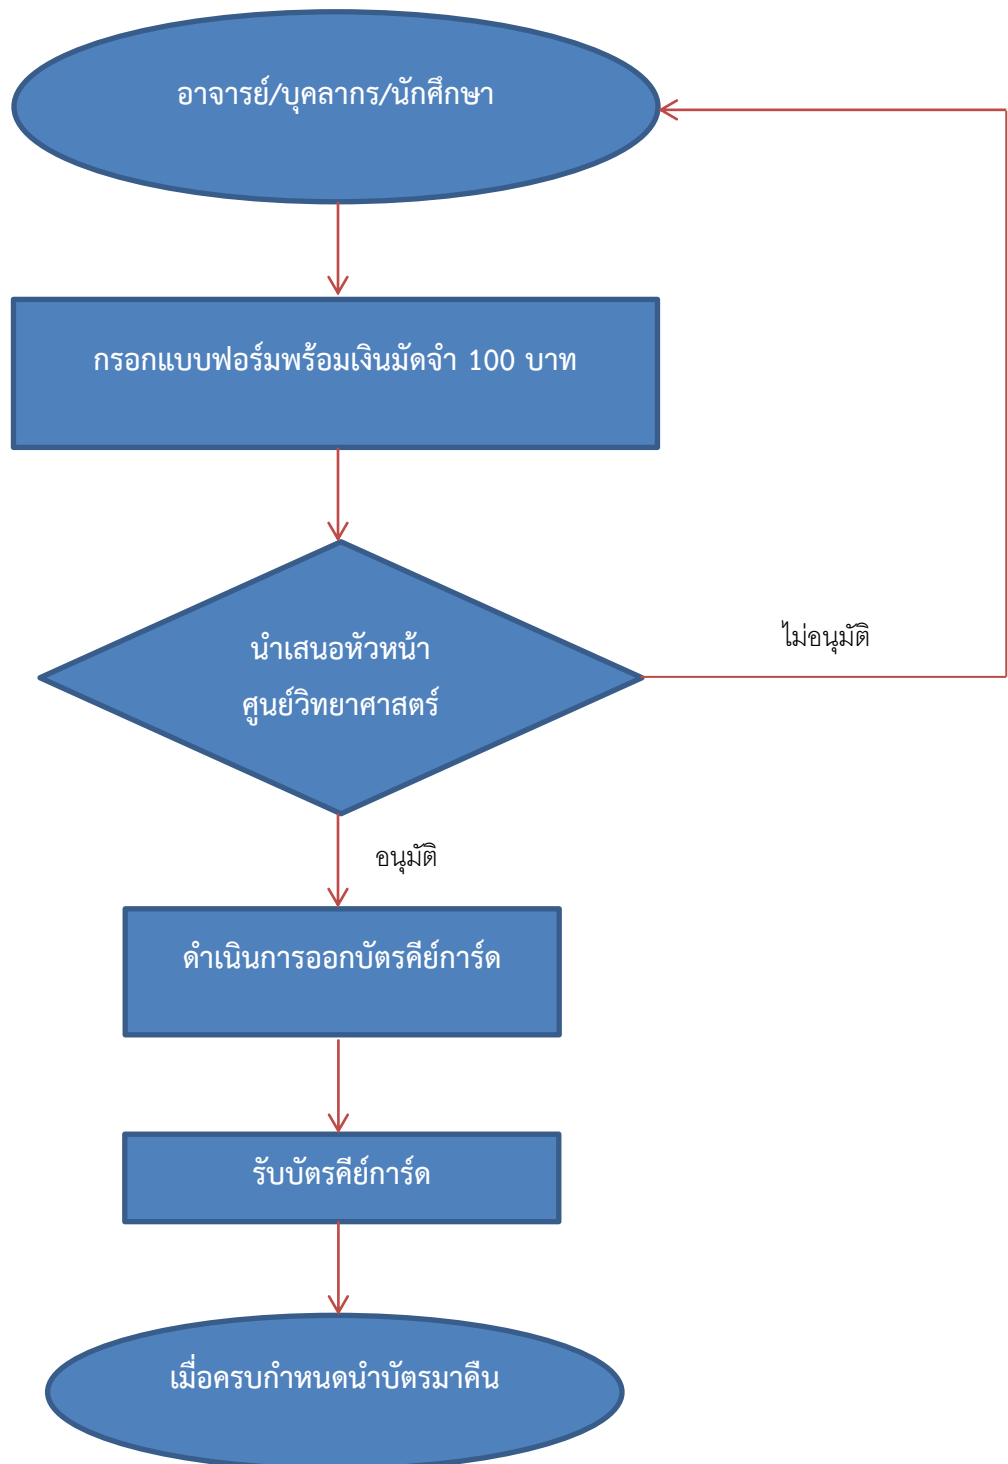 อาจารย์/บุคลากร/นักศึกษา
กรอกแบบฟอร์มพร้อมเงินมัดจำ 100 บาท
นำเสนอหัวหน้า
ศูนย์วิทยาศาสตร์
ไม่อนุมัติ
อนุมัติ
ดำเนินการออกบัตรคีย์การ์ด
รับบัตรคีย์การ์ด
เมื่อครบกำหนดนำบัตรมาคืน